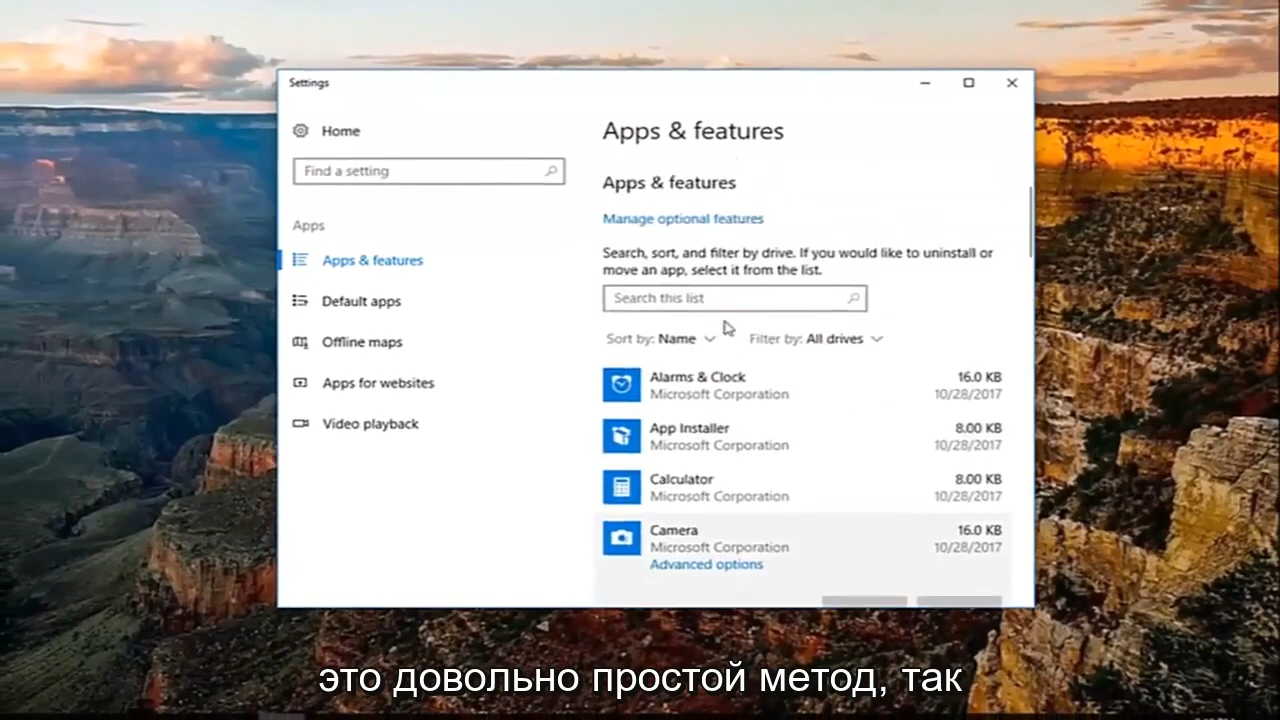 Settings
Home
Find a setting
Apps
Apps & features
Default apps
Offline maps
Apps for websites
Video playback
Apps & features
Apps & features
Manage optional features
Search, sort, and filter by drive. If you would like to uninstall or
move an app, select it from the list.
Search this list
Sort by: Name Filter by: All drives
Alarms & Clock 16.0 KB
Microsoft Corporation 10/28/2017
App Installer 8.00 KB
Microsoft Corporation 10/28/2017
Calculator 8.00 KB
Microsoft Corporation 10/28/2017
Camera 16.0 KB
Microsoft Corporation 10/28/2017
Advanced options
это довольно простой метод, так